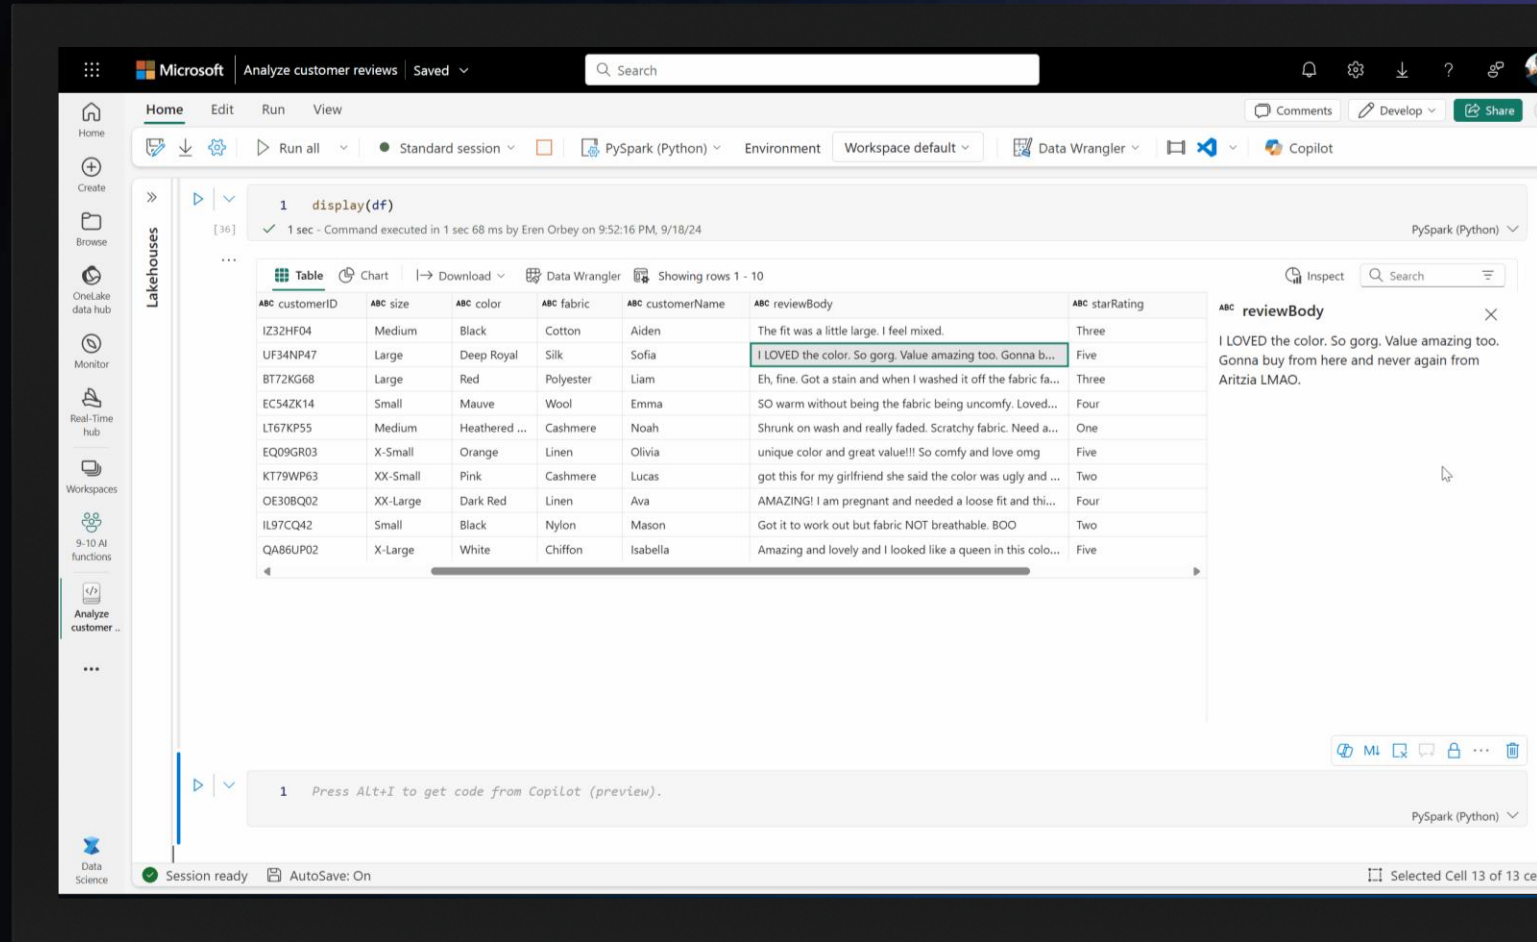 Microsoft Analyze customer reviews Saved
Search
Home Edit Run View
Comments Develop Share
Run all Standard session PySpark (Python) Environment Workspace default Data Wrangler Copilot
Home
Create
Browse
OneLake
data hub
Monitor
Real-Time
hub
Workspaces
9-10 AI
functions
Analyze
customer ..
Data
Science
Lakehouses
1 display(df)
[36] 1 sec - Command executed in 1 sec 68 ms by Eren Orbey on 9:52:16 PM, 9/18/24 PySpark (Python)
Table Chart Download Data Wrangler Showing rows 1 - 10 Inspect Search
ABC customerID ABC size ABC color ABC fabric ABC customerName ABC reviewBody ABC starRating
IZ32HF04 Medium Black Cotton Aiden The fit was a little large. I feel mixed. Three
UF34NP47 Large Deep Royal Silk Sofia I LOVED the color. So gorg. Value amazing too. Gonna b... Five
BT72KG68 Large Red Polyester Liam Eh, fine. Got a stain and when I washed it off the fabric fa... Three
EC54ZK14 Small Mauve Wool Emma SO warm without being the fabric being uncomfy. Loved... Four
LT67KP55 Medium Heathered ... Cashmere Noah Shrunk on wash and really faded. Scratchy fabric. Need a... One
EQ09GR03 X-Small Orange Linen Olivia unique color and great value!!! So comfy and love omg Five
KT79WP63 XX-Small Pink Cashmere Lucas got this for my girlfriend she said the color was ugly and ... Two
OE30BQ02 XX-Large Dark Red Linen Ava AMAZING! I am pregnant and needed a loose fit and thi... Four
IL97CQ42 Small Black Nylon Mason Got it to work out but fabric NOT breathable. BOO Two
QA86UP02 X-Large White Chiffon Isabella Amazing and lovely and I looked like a queen in this colo... Five
ABC reviewBody
I LOVED the color. So gorg. Value amazing too.
Gonna buy from here and never again from
Aritzia LMAO.
M↓
1 Press Alt+I to get code from Copilot (preview).
PySpark (Python)
Session ready AutoSave: On Selected Cell 13 of 13 ce